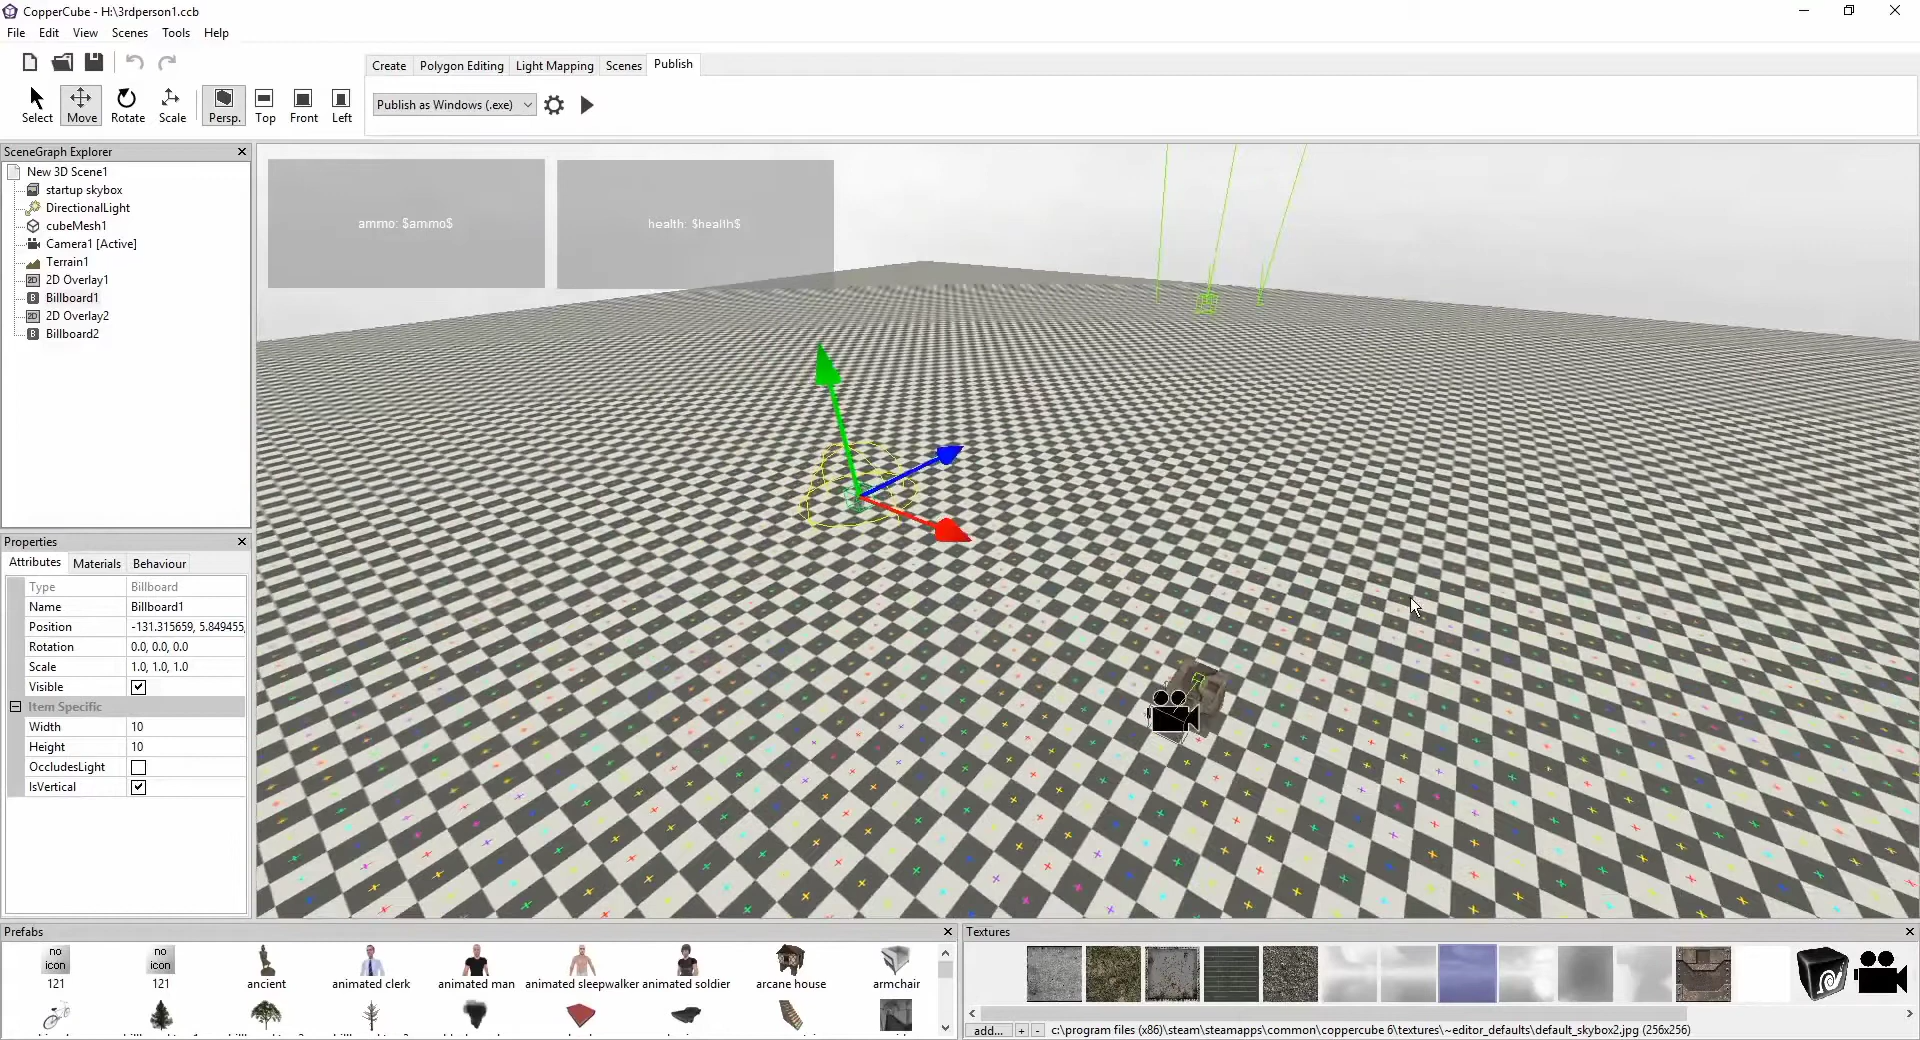 CopperCube - H:\3rdperson1.ccb
File Edit View Scenes Tools Help
Create Polygon Editing Light Mapping Scenes Publish
Select Move Rotate Scale Persp. Top Front Left
Publish as Windows (.exe)
SceneGraph Explorer
New 3D Scene1
startup skybox
DirectionalLight
cubeMesh1
Camera1 [Active]
Terrain1
2D Overlay1
Billboard1
2D Overlay2
Billboard2
ammo: $ammo$
health: $health$
Properties
Attributes Materials Behaviour
Type Billboard
Name Billboard1
Position -131.315659, 5.849455,
Rotation 0.0, 0.0, 0.0
Scale 1.0, 1.0, 1.0
Visible
Item Specific
Width 10
Height 10
OccludesLight
IsVertical
Prefabs
no icon no icon
121 121 ancient animated clerk animated man animated sleepwalker animated soldier arcane house armchair
Textures
add... + - c:\program files (x86)\steam\steamapps\common\coppercube 6\textures\~editor_defaults\default_skybox2.jpg (256x256)